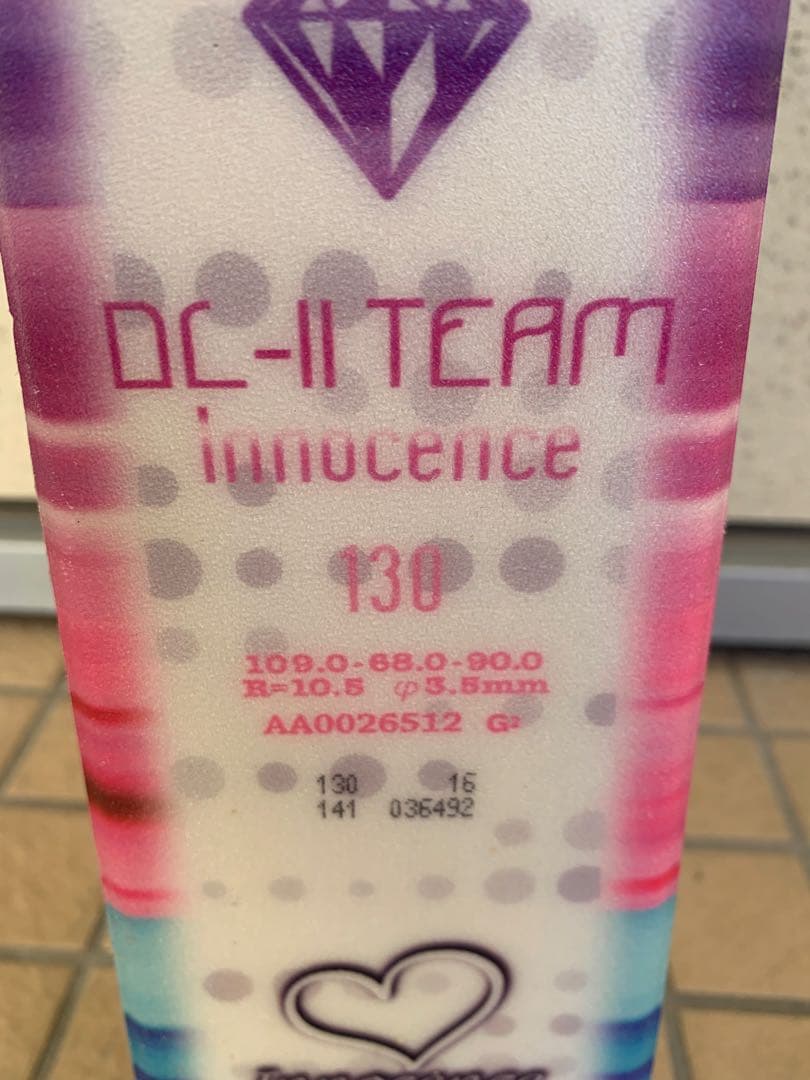 DC-II TEAM
innocence
130
109.0-68.0-90.0
R=10.5 φ3.5mm
AA0026512 G²
130 16
141 036492
innocence